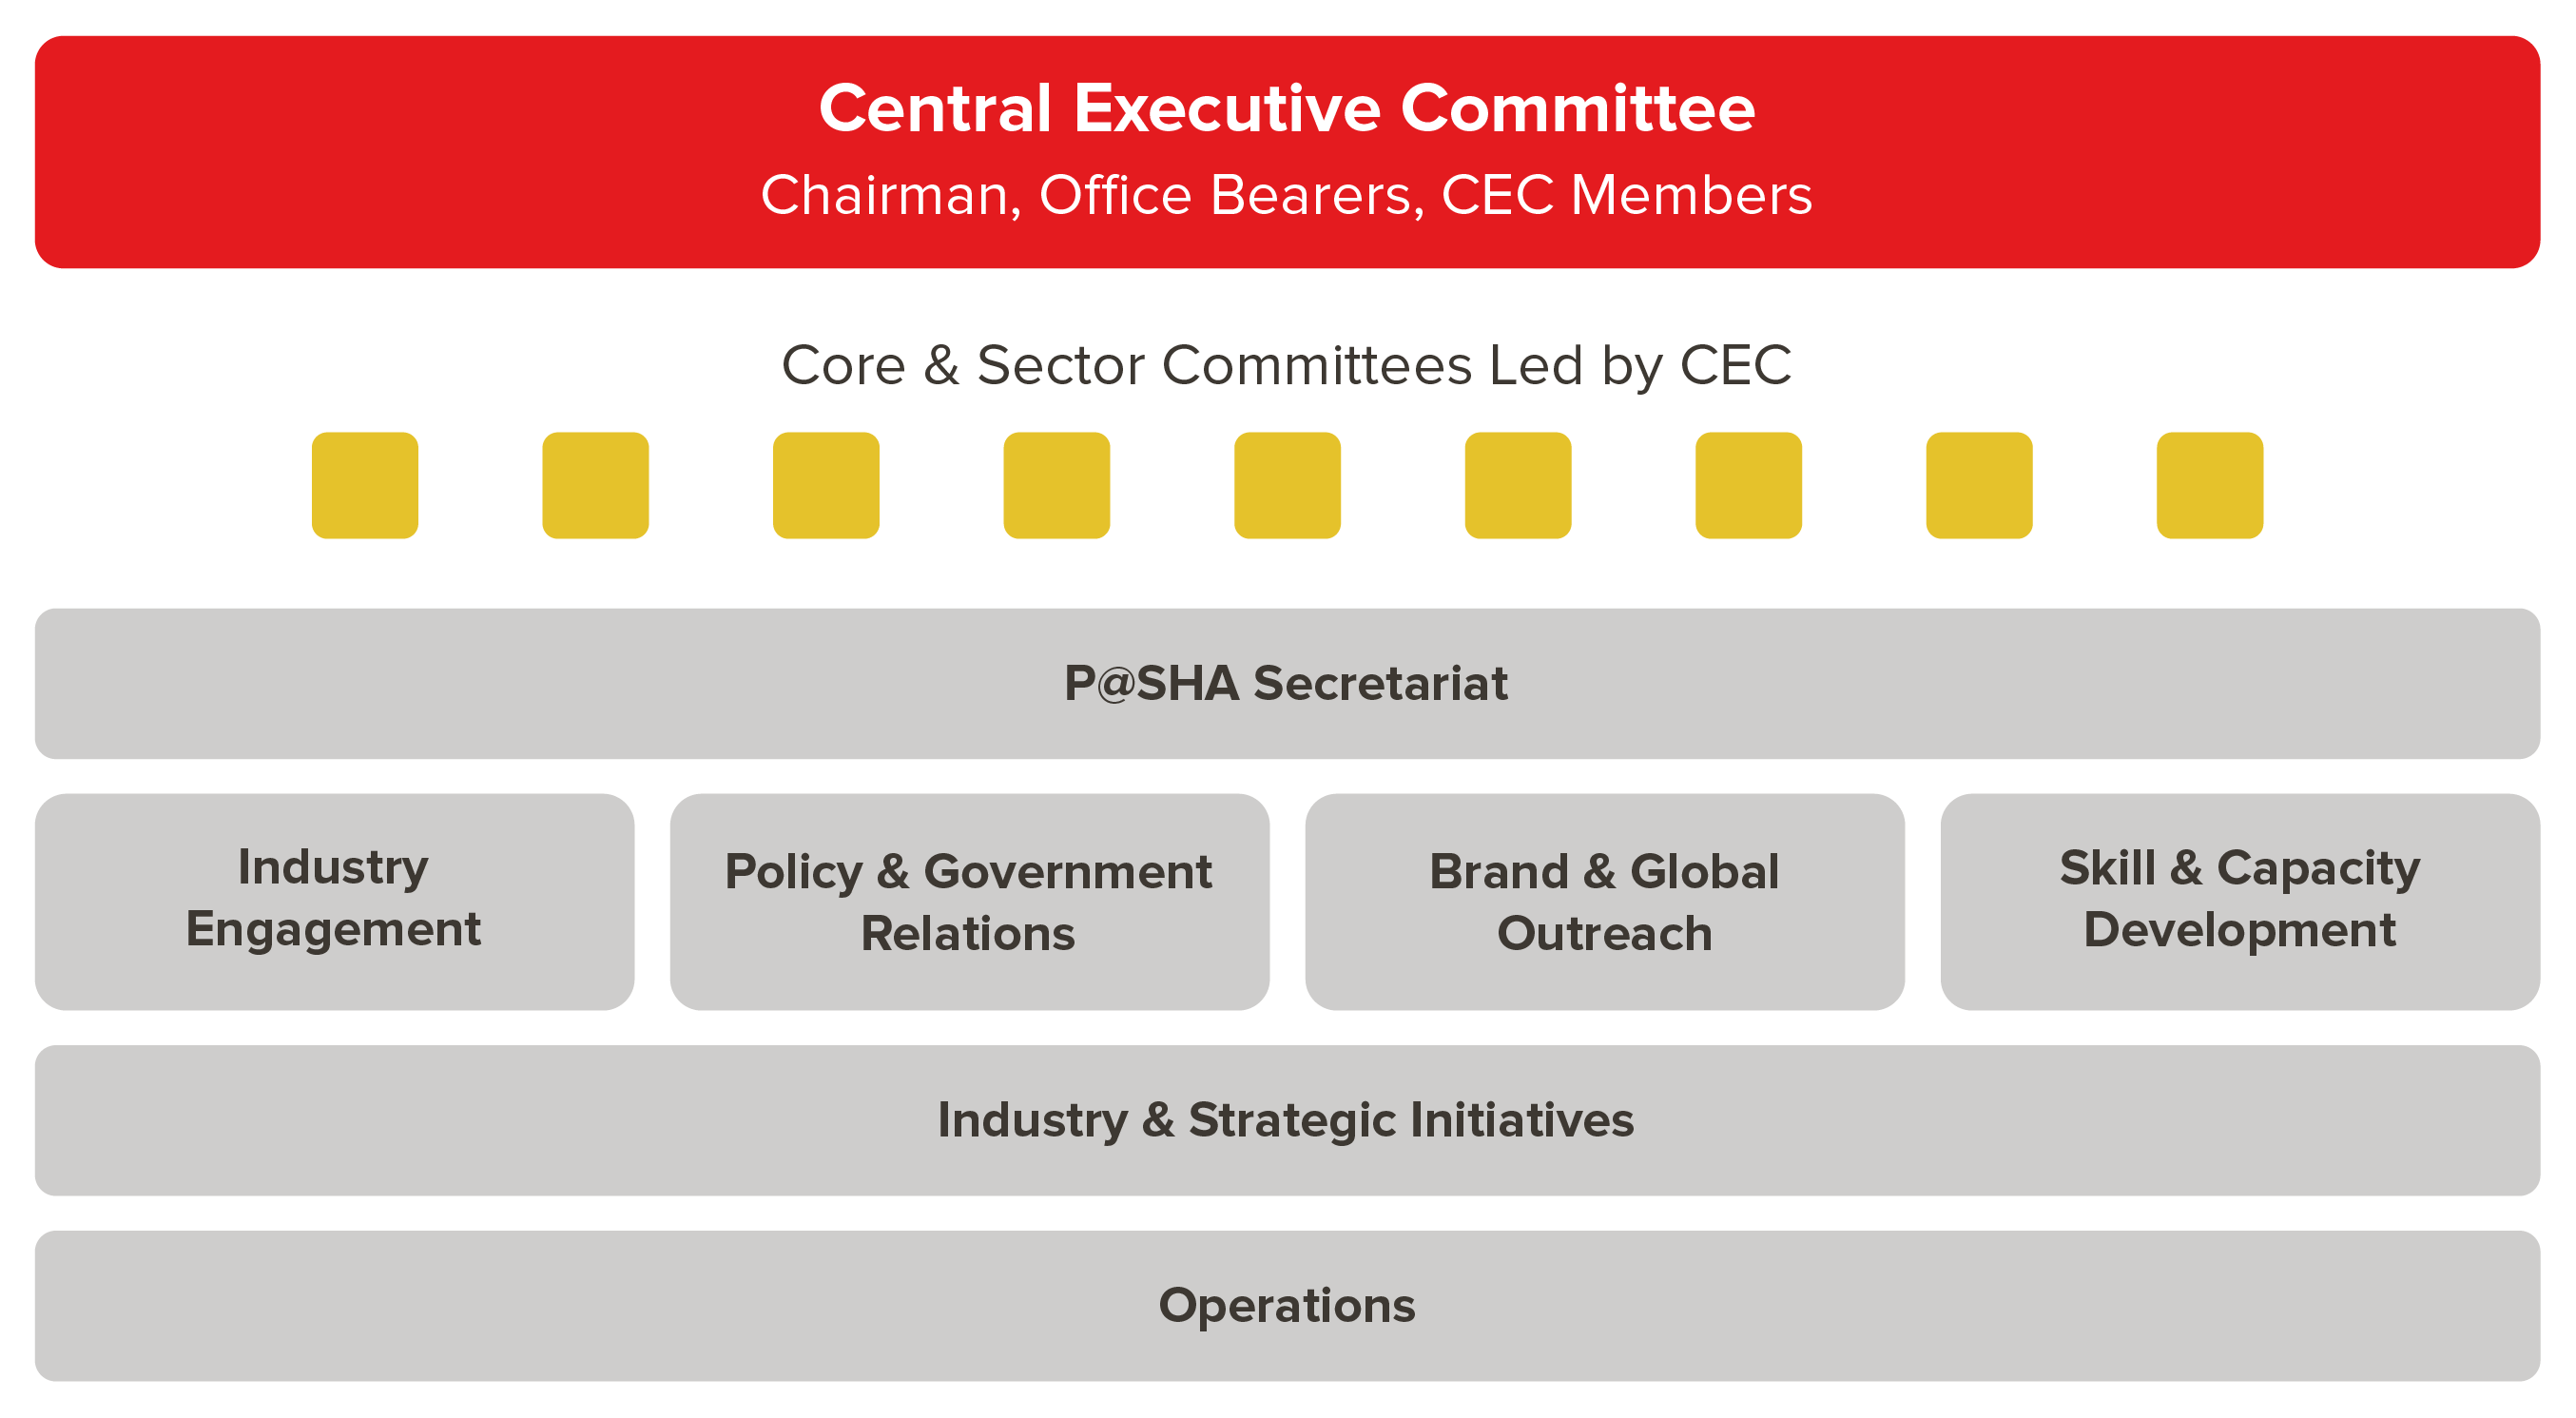 Central Executive Committee
Chairman, Office Bearers, CEC Members
Core & Sector Committees Led by CEC
P@SHA Secretariat
Industry
Engagement
Policy & Government
Relations
Brand & Global
Outreach
Skill & Capacity
Development
Industry & Strategic Initiatives
Operations